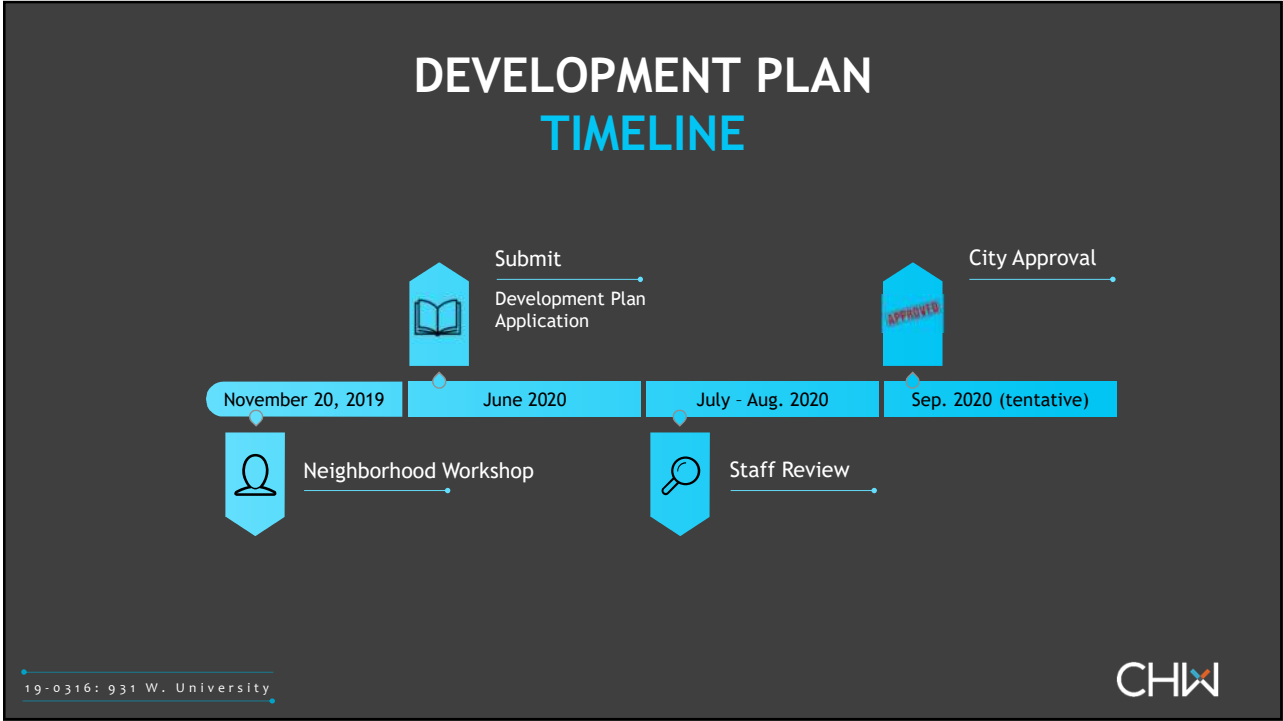 DEVELOPMENT PLAN
TIMELINE
Submit
Development Plan
Application
City Approval
APPROVED
November 20, 2019
June 2020
July - Aug. 2020
Sep. 2020 (tentative)
Neighborhood Workshop
Staff Review
19-0316: 931 W. University
CHW